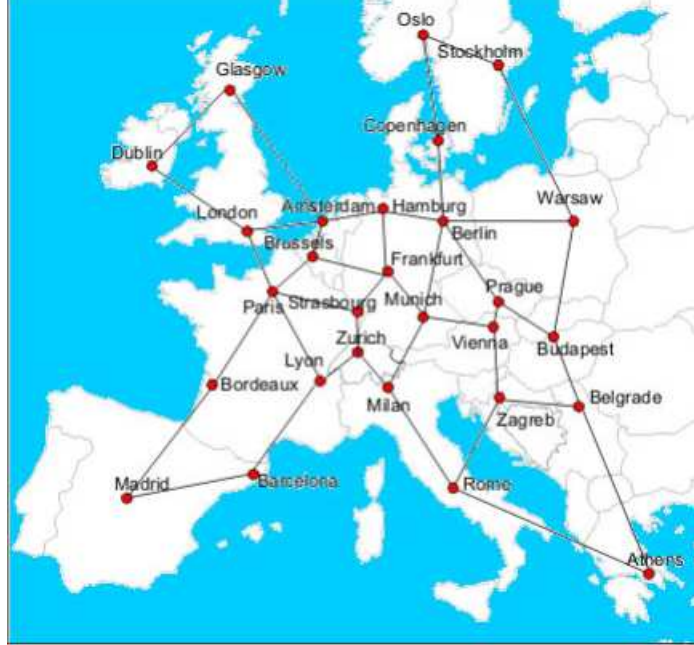 Oslo
Stockholm
Glasgow
Copenhagen
Dublin
Warsaw
London
Amsterdam
Hamburg
Berlin
Brussels
Frankfurt
Prague
Paris
Strasbourg
Munich
Zurich
Vienna
Budapest
Lyon
Bordeaux
Milan
Zagreb
Belgrade
Madrid
Barcelona
Rome
Athens